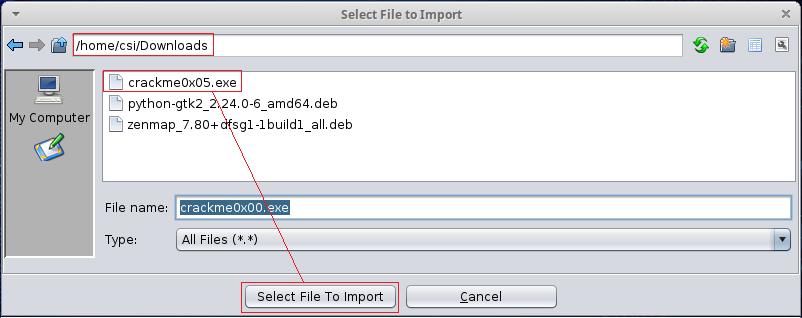 Select File to Import
/home/csi/Downloads
My Computer
crackme0x05.exe
python-gtk2_2.24.0-6_amd64.deb
zenmap_7.80+dfsg1-1build1_all.deb
File name: crackme0x00.exe
Type: All Files (*.*)
Select File To Import Cancel